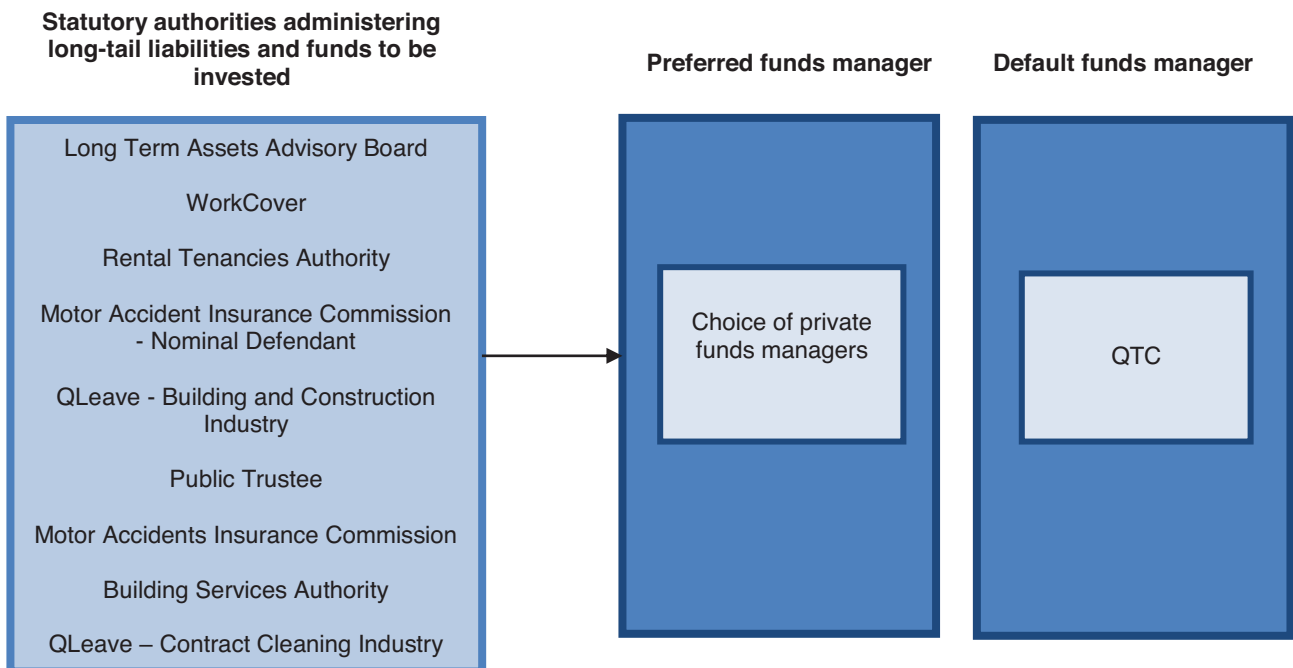 Statutory authorities administering
long-tail liabilities and funds to be
invested
Preferred funds manager
Default funds manager
Long Term Assets Advisory Board
WorkCover
Rental Tenancies Authority
Motor Accident Insurance Commission
- Nominal Defendant
QLeave - Building and Construction
Industry
Public Trustee
Motor Accidents Insurance Commission
Building Services Authority
QLeave – Contract Cleaning Industry
Choice of private
funds managers
QTC